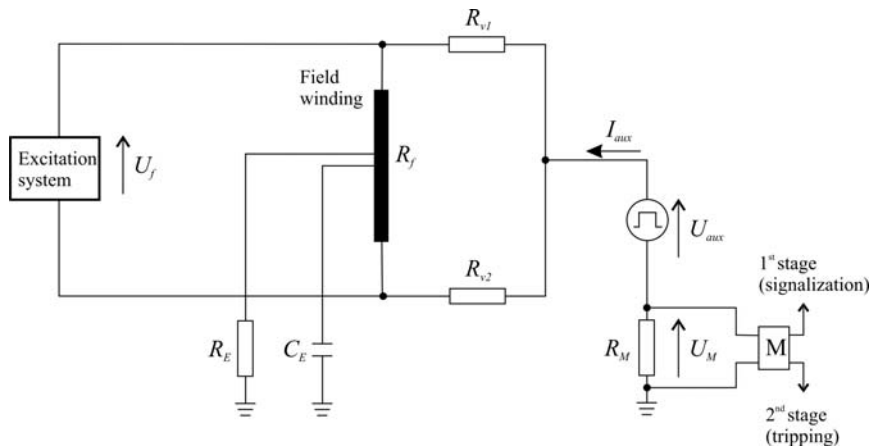 R_v1
Field
winding
I_aux
Excitation
system
U_f
R_f
U_aux
1st stage
(signalization)
R_v2
R_E
C_E
R_M
U_M
M
2nd stage
(tripping)